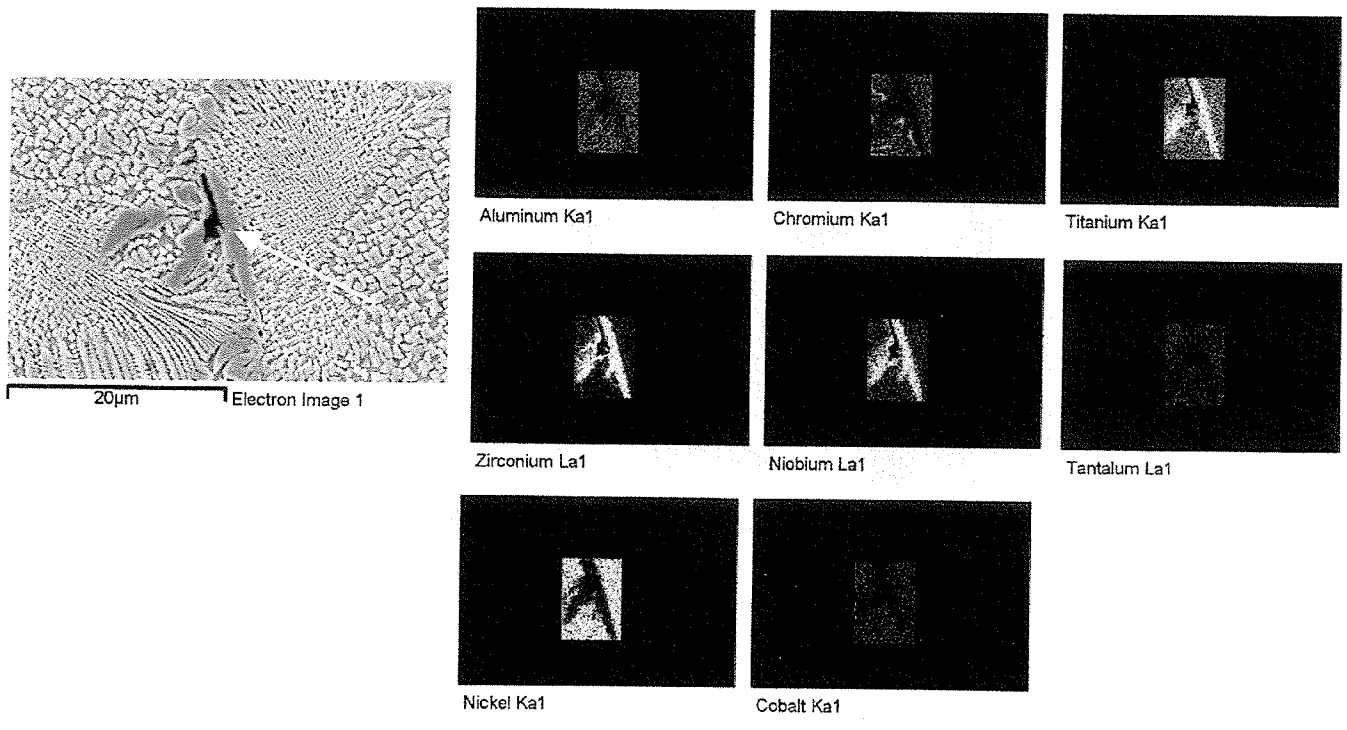 Aluminum Ka1
Chromium Ka1
Titanium Ka1
20µm
Electron Image 1
Zirconium La1
Niobium La1
Tantalum La1
Nickel Ka1
Cobalt Ka1